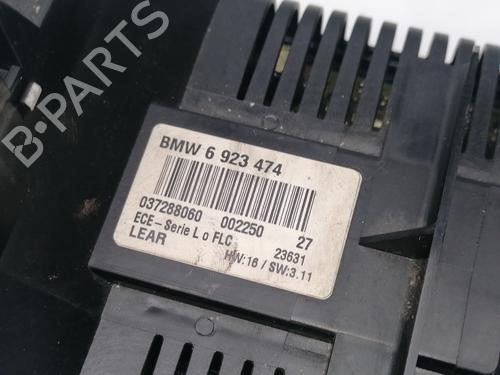 B-PARTS
BMW 6 923 474
037288060 002250 27
ECE-Serie L o FLC 23631
LEAR HW:16 / SW:3.11